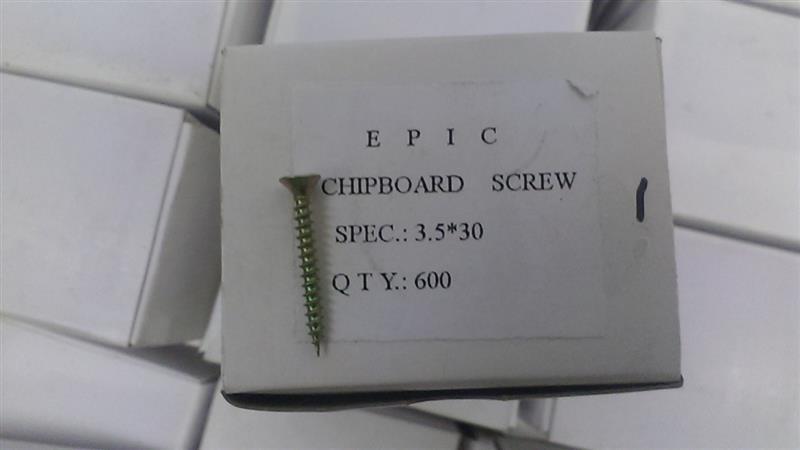 E P I C
CHIPBOARD SCREW
SPEC.: 3.5*30
Q T Y.: 600